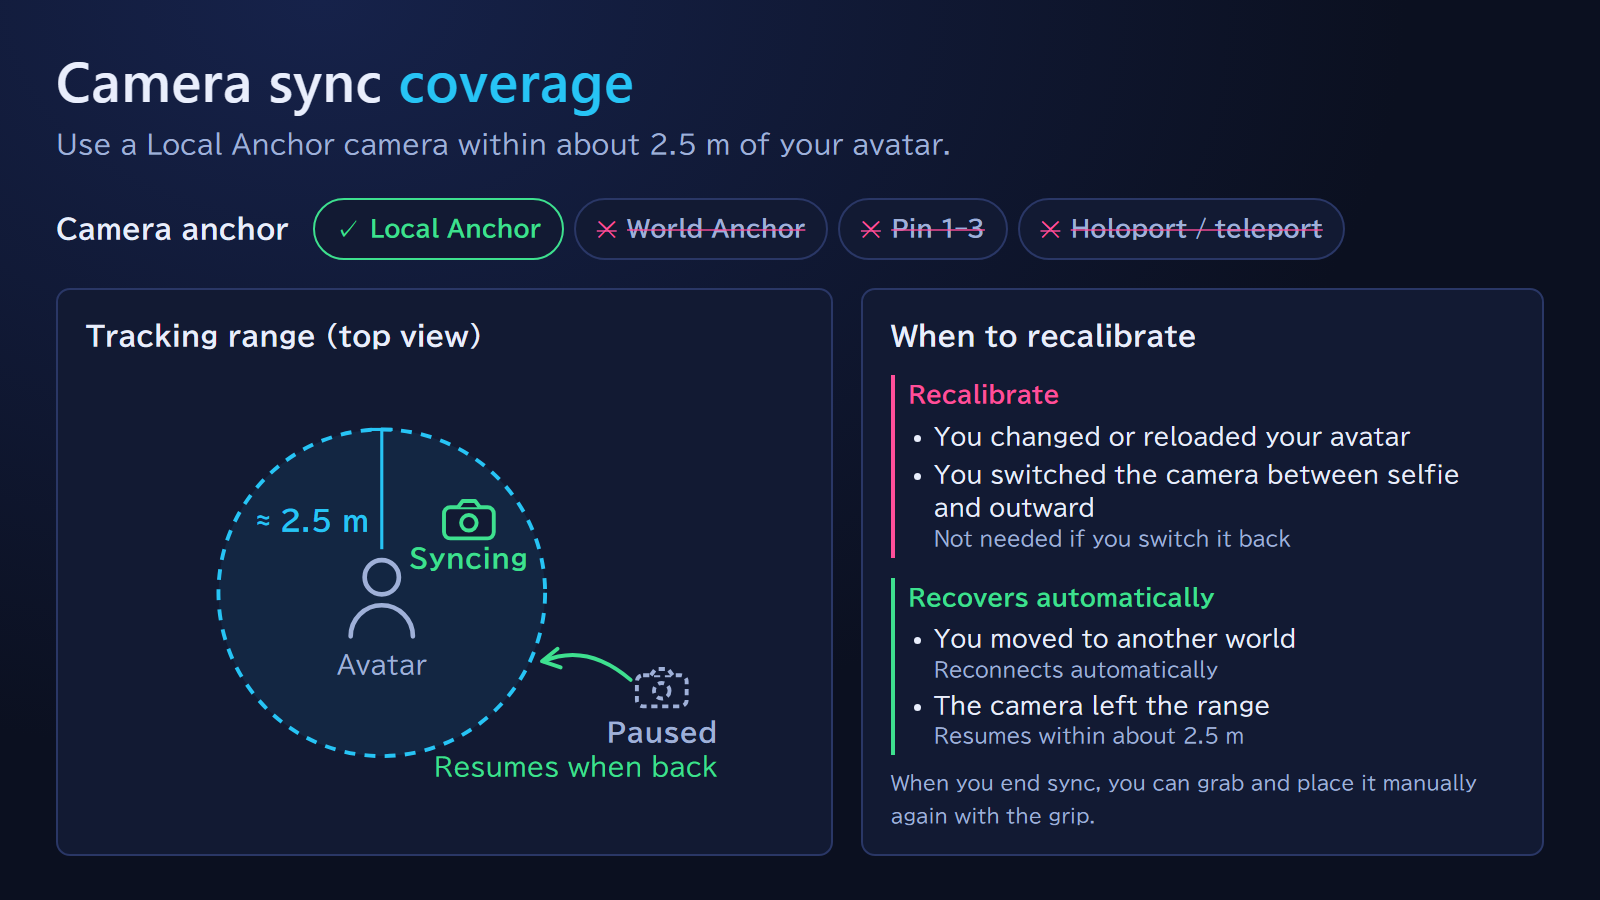 Camera sync coverage
Use a Local Anchor camera within about 2.5 m of your avatar.
Camera anchor
✓ Local Anchor
× World Anchor
× Pin 1–3
× Holoport / teleport
Tracking range (top view)
≈ 2.5 m
Syncing
Avatar
Paused
Resumes when back
When to recalibrate
Recalibrate
• You changed or reloaded your avatar
• You switched the camera between selfie
and outward
Not needed if you switch it back
Recovers automatically
• You moved to another world
Reconnects automatically
• The camera left the range
Resumes within about 2.5 m
When you end sync, you can grab and place it manually
again with the grip.